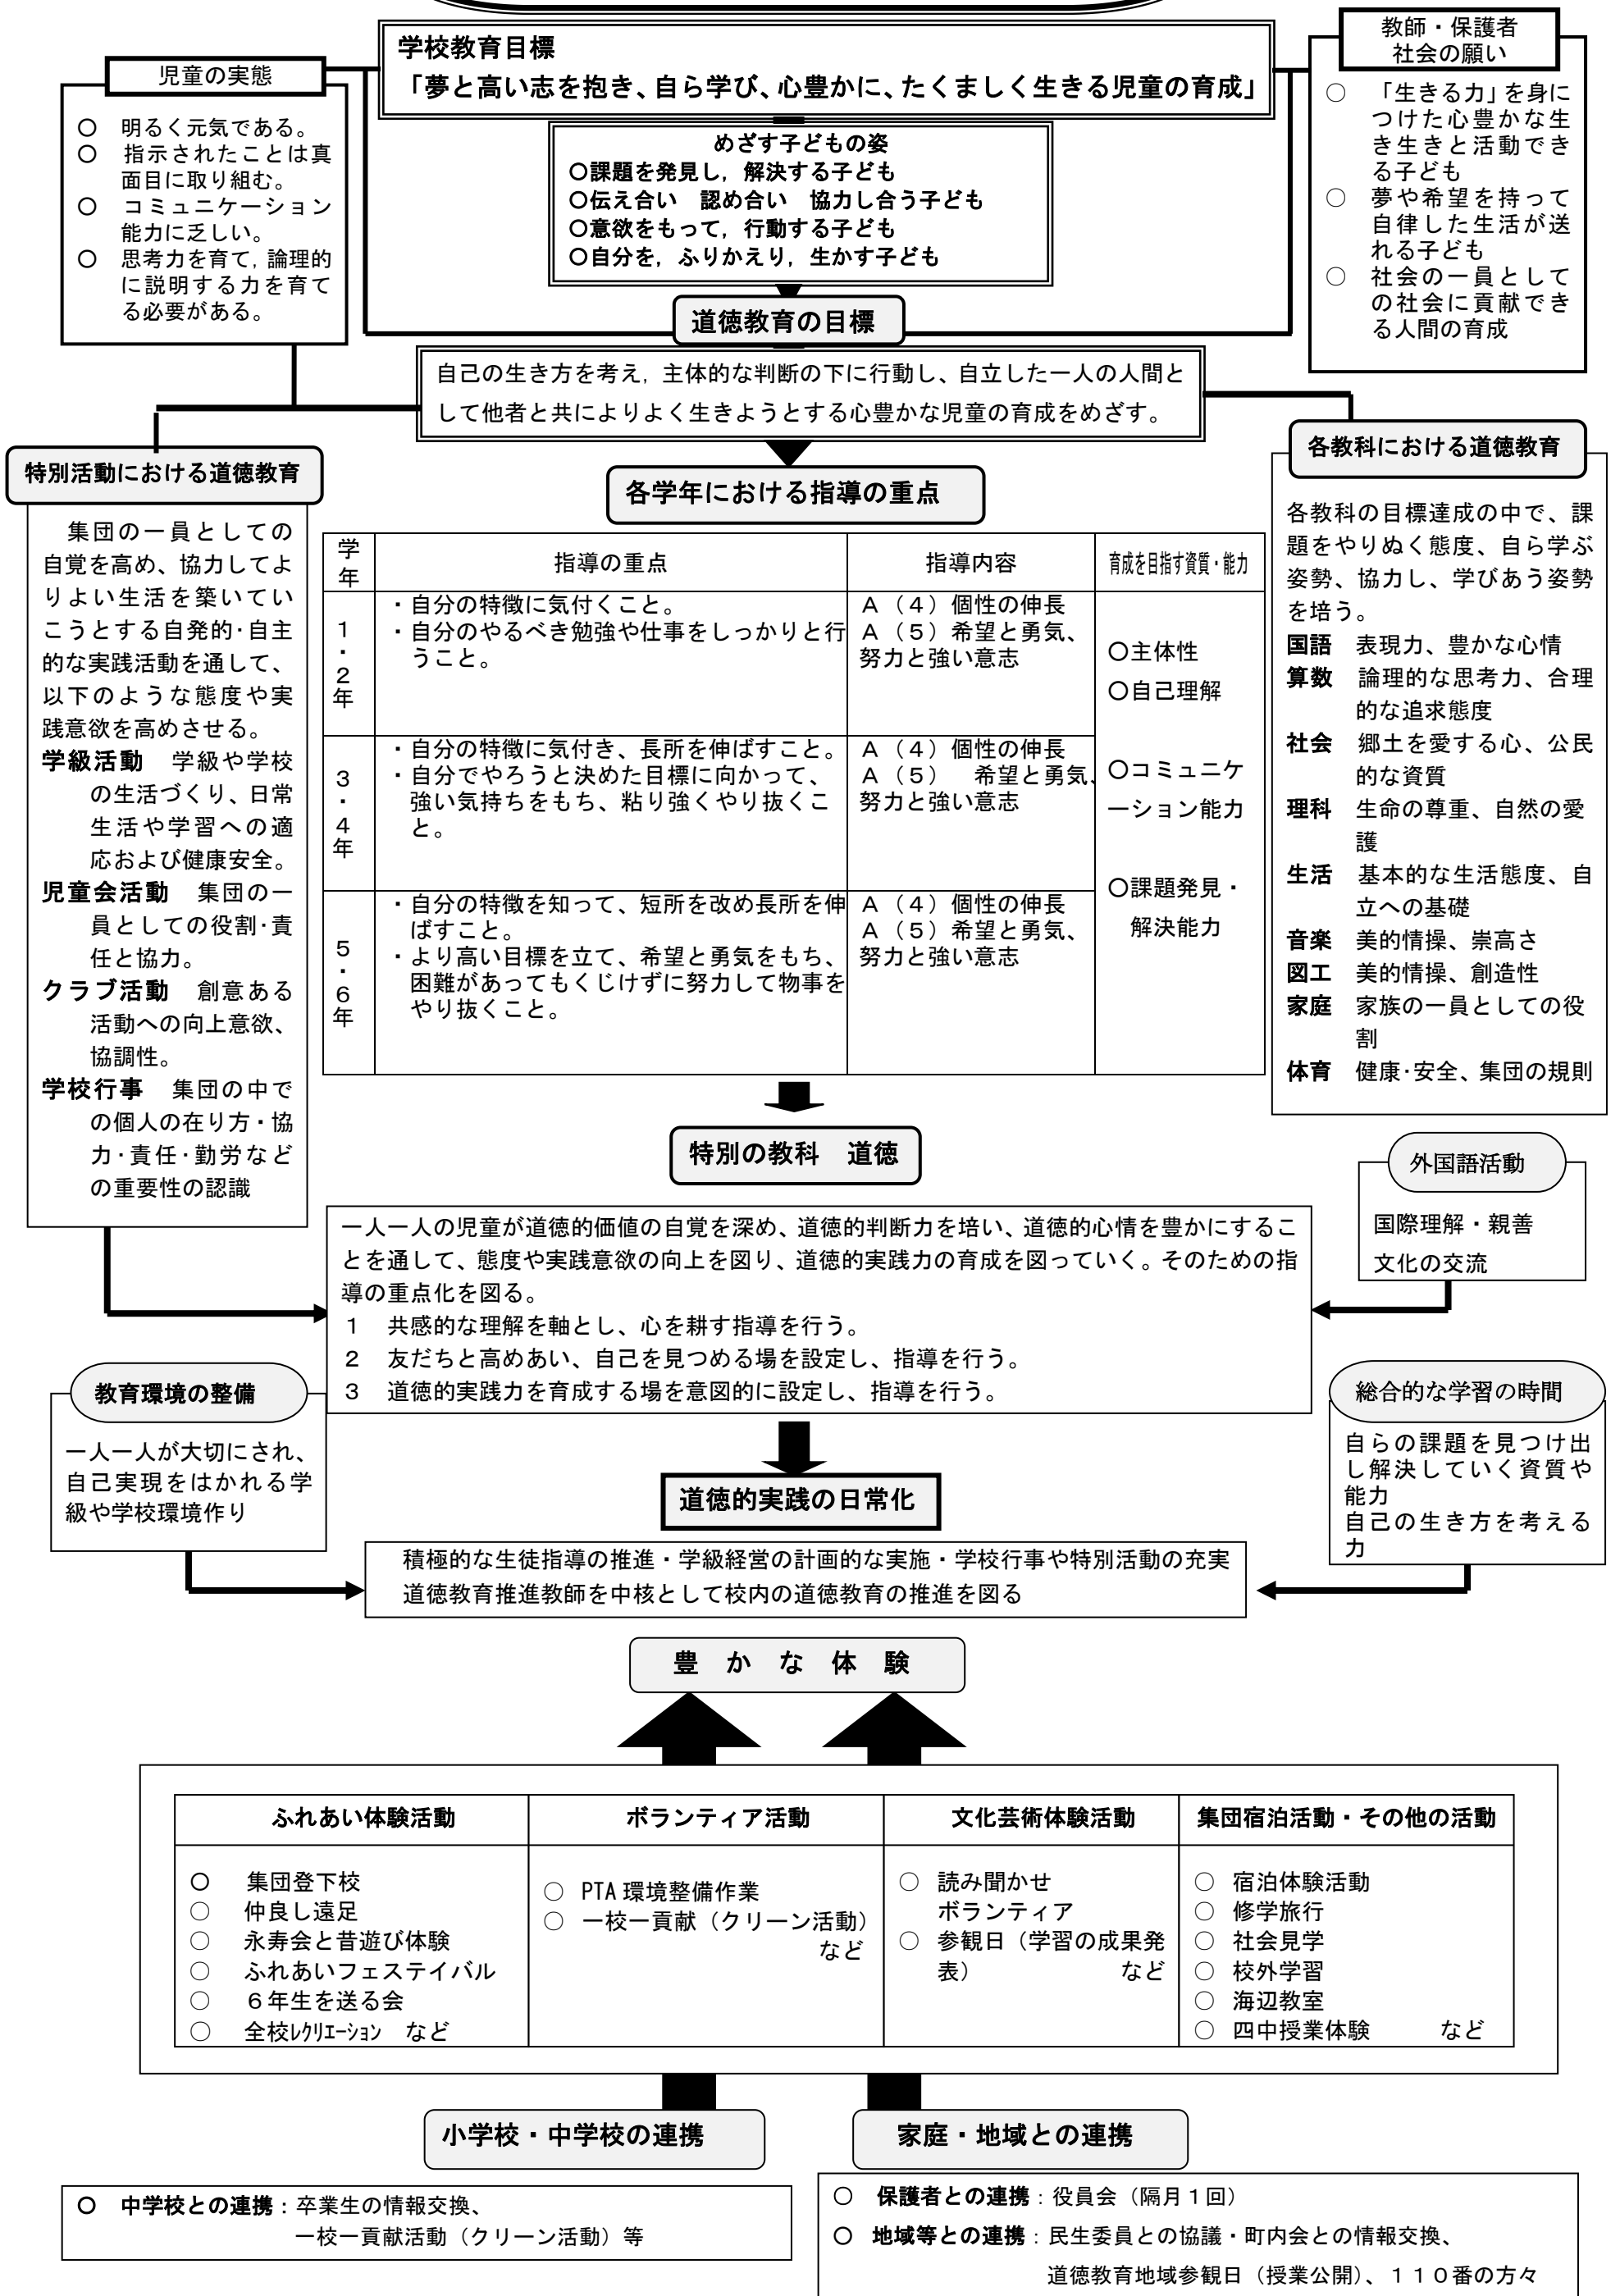 学校教育目標
「夢と高い志を抱き、自ら学び、心豊かに、たくましく生きる児童の育成」
児童の実態
○　明るく元気である。
○　指示されたことは真
面目に取り組む。
○　コミュニケーション
能力に乏しい。
○　思考力を育て，論理的
に説明する力を育て
る必要がある。
めざす子どもの姿
○課題を発見し，解決する子ども
○伝え合い　認め合い　協力し合う子ども
○意欲をもって，行動する子ども
○自分を，ふりかえり，生かす子ども
教師・保護者
社会の願い
○　「生きる力」を身に
つけた心豊かな生
き生きと活動でき
る子ども
○　夢や希望を持って
自律した生活が送
れる子ども
○　社会の一員として
の社会に貢献でき
る人間の育成
道徳教育の目標
自己の生き方を考え，主体的な判断の下に行動し、自立した一人の人間と
して他者と共によりよく生きようとする心豊かな児童の育成をめざす。
特別活動における道徳教育
集団の一員としての
自覚を高め、協力してよ
りよい生活を築いてい
こうとする自発的･自主
的な実践活動を通して、
以下のような態度や実
践意欲を高めさせる。
学級活動　学級や学校
の生活づくり、日常
生活や学習への適
応および健康安全。
児童会活動　集団の一
員としての役割･責
任と協力。
クラブ活動　創意ある
活動への向上意欲、
協調性。
学校行事　集団の中で
の個人の在り方・協
力･責任･勤労など
の重要性の認識
各学年における指導の重点
学年　指導の重点　指導内容　育成を目指す資質・能力
１・２年
・自分の特徴に気付くこと。
・自分のやるべき勉強や仕事をしっかりと行
うこと。
Ａ（４）個性の伸長
Ａ（５）希望と勇気、
努力と強い意志
３・４年
・自分の特徴に気付き、長所を伸ばすこと。
・自分でやろうと決めた目標に向かって、
強い気持ちをもち、粘り強くやり抜くこ
と。
Ａ（４）個性の伸長
Ａ（５）　希望と勇気、
努力と強い意志
５・６年
・自分の特徴を知って、短所を改め長所を伸
ばすこと。
・より高い目標を立て、希望と勇気をもち、
困難があってもくじけずに努力して物事を
やり抜くこと。
Ａ（４）個性の伸長
Ａ（５）希望と勇気、
努力と強い意志
○主体性
○自己理解
○コミュニケ
ーション能力
○課題発見・
解決能力
各教科における道徳教育
各教科の目標達成の中で、課
題をやりぬく態度、自ら学ぶ
姿勢、協力し、学びあう姿勢
を培う。
国語　表現力、豊かな心情
算数　論理的な思考力、合理
的な追求態度
社会　郷土を愛する心、公民
的な資質
理科　生命の尊重、自然の愛
護
生活　基本的な生活態度、自
立への基礎
音楽　美的情操、崇高さ
図工　美的情操、創造性
家庭　家族の一員としての役
割
体育　健康･安全、集団の規則
特別の教科　道徳
一人一人の児童が道徳的価値の自覚を深め、道徳的判断力を培い、道徳的心情を豊かにするこ
とを通して、態度や実践意欲の向上を図り、道徳的実践力の育成を図っていく。そのための指
導の重点化を図る。
１　共感的な理解を軸とし、心を耕す指導を行う。
２　友だちと高めあい、自己を見つめる場を設定し、指導を行う。
３　道徳的実践力を育成する場を意図的に設定し、指導を行う。
外国語活動
国際理解・親善
文化の交流
教育環境の整備
一人一人が大切にされ、
自己実現をはかれる学
級や学校環境作り
総合的な学習の時間
自らの課題を見つけ出
し解決していく資質や
能力
自己の生き方を考える
力
道徳的実践の日常化
積極的な生徒指導の推進・学級経営の計画的な実施・学校行事や特別活動の充実
道徳教育推進教師を中核として校内の道徳教育の推進を図る
豊　か　な　体　験
ふれあい体験活動
○　集団登下校
○　仲良し遠足
○　永寿会と昔遊び体験
○　ふれあいフェステイバル
○　６年生を送る会
○　全校ﾚｸﾘｴｰｼｮﾝ　など
ボランティア活動
○　PTA 環境整備作業
○　一校一貢献（クリーン活動）
など
文化芸術体験活動
○　読み聞かせ
ボランティア
○　参観日（学習の成果発
表）　など
集団宿泊活動・その他の活動
○　宿泊体験活動
○　修学旅行
○　社会見学
○　校外学習
○　海辺教室
○　四中授業体験　など
小学校・中学校の連携
○　中学校との連携：卒業生の情報交換、
一校一貢献活動（クリーン活動）等
家庭・地域との連携
○　保護者との連携：役員会（隔月１回）
○　地域等との連携：民生委員との協議・町内会との情報交換、
道徳教育地域参観日（授業公開）、１１０番の方々